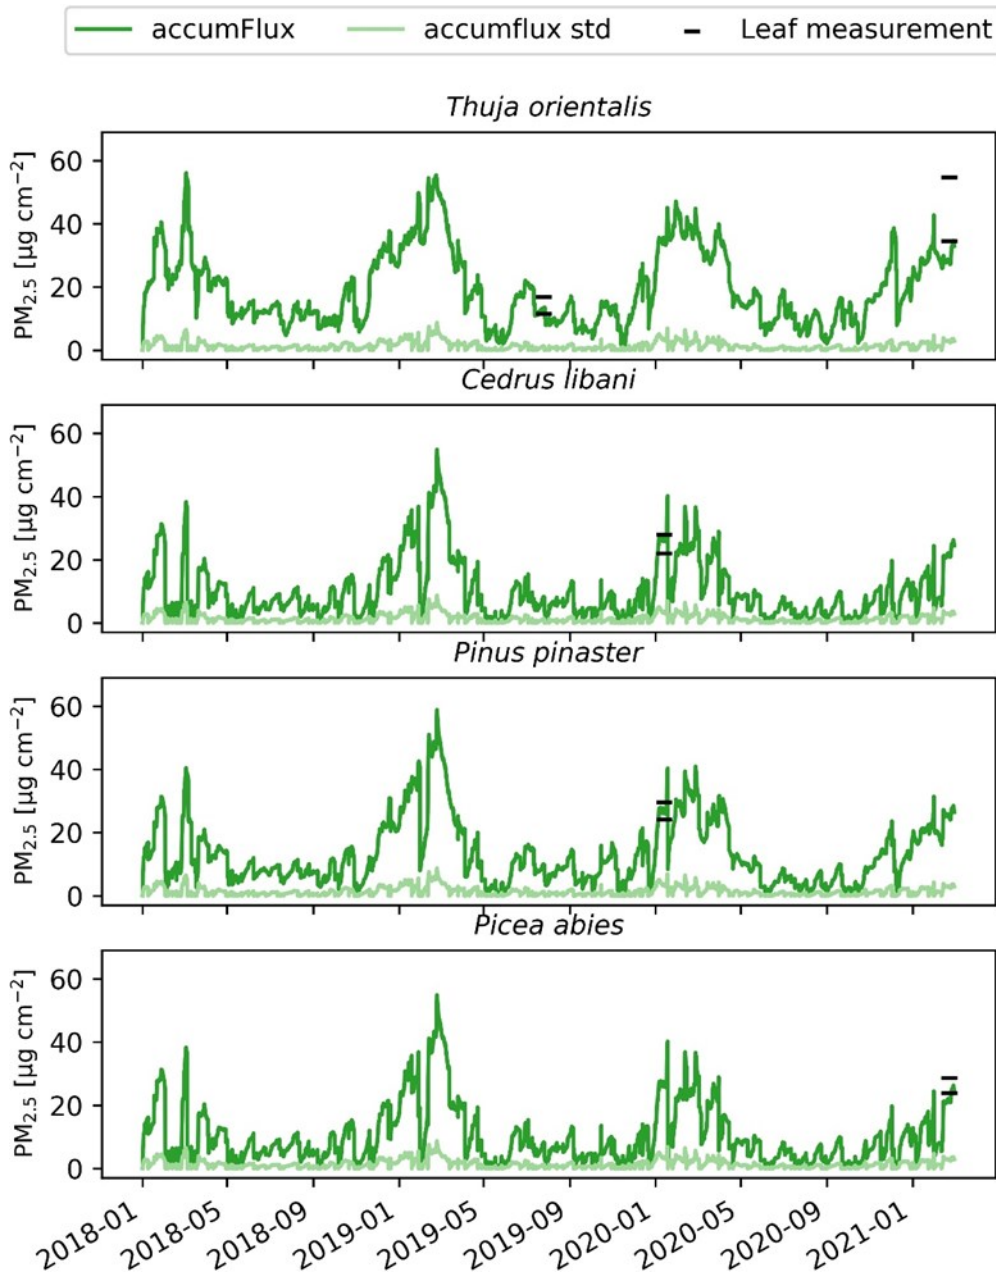 accumFlux accumflux std Leaf measurement
Thuja orientalis
PM2.5 [µg cm−2]
60
40
20
0
Cedrus libani
PM2.5 [µg cm−2]
60
40
20
0
Pinus pinaster
PM2.5 [µg cm−2]
60
40
20
0
Picea abies
PM2.5 [µg cm−2]
60
40
20
0
2018-01 2018-05 2018-09 2019-01 2019-05 2019-09 2020-01 2020-05 2020-09 2021-01